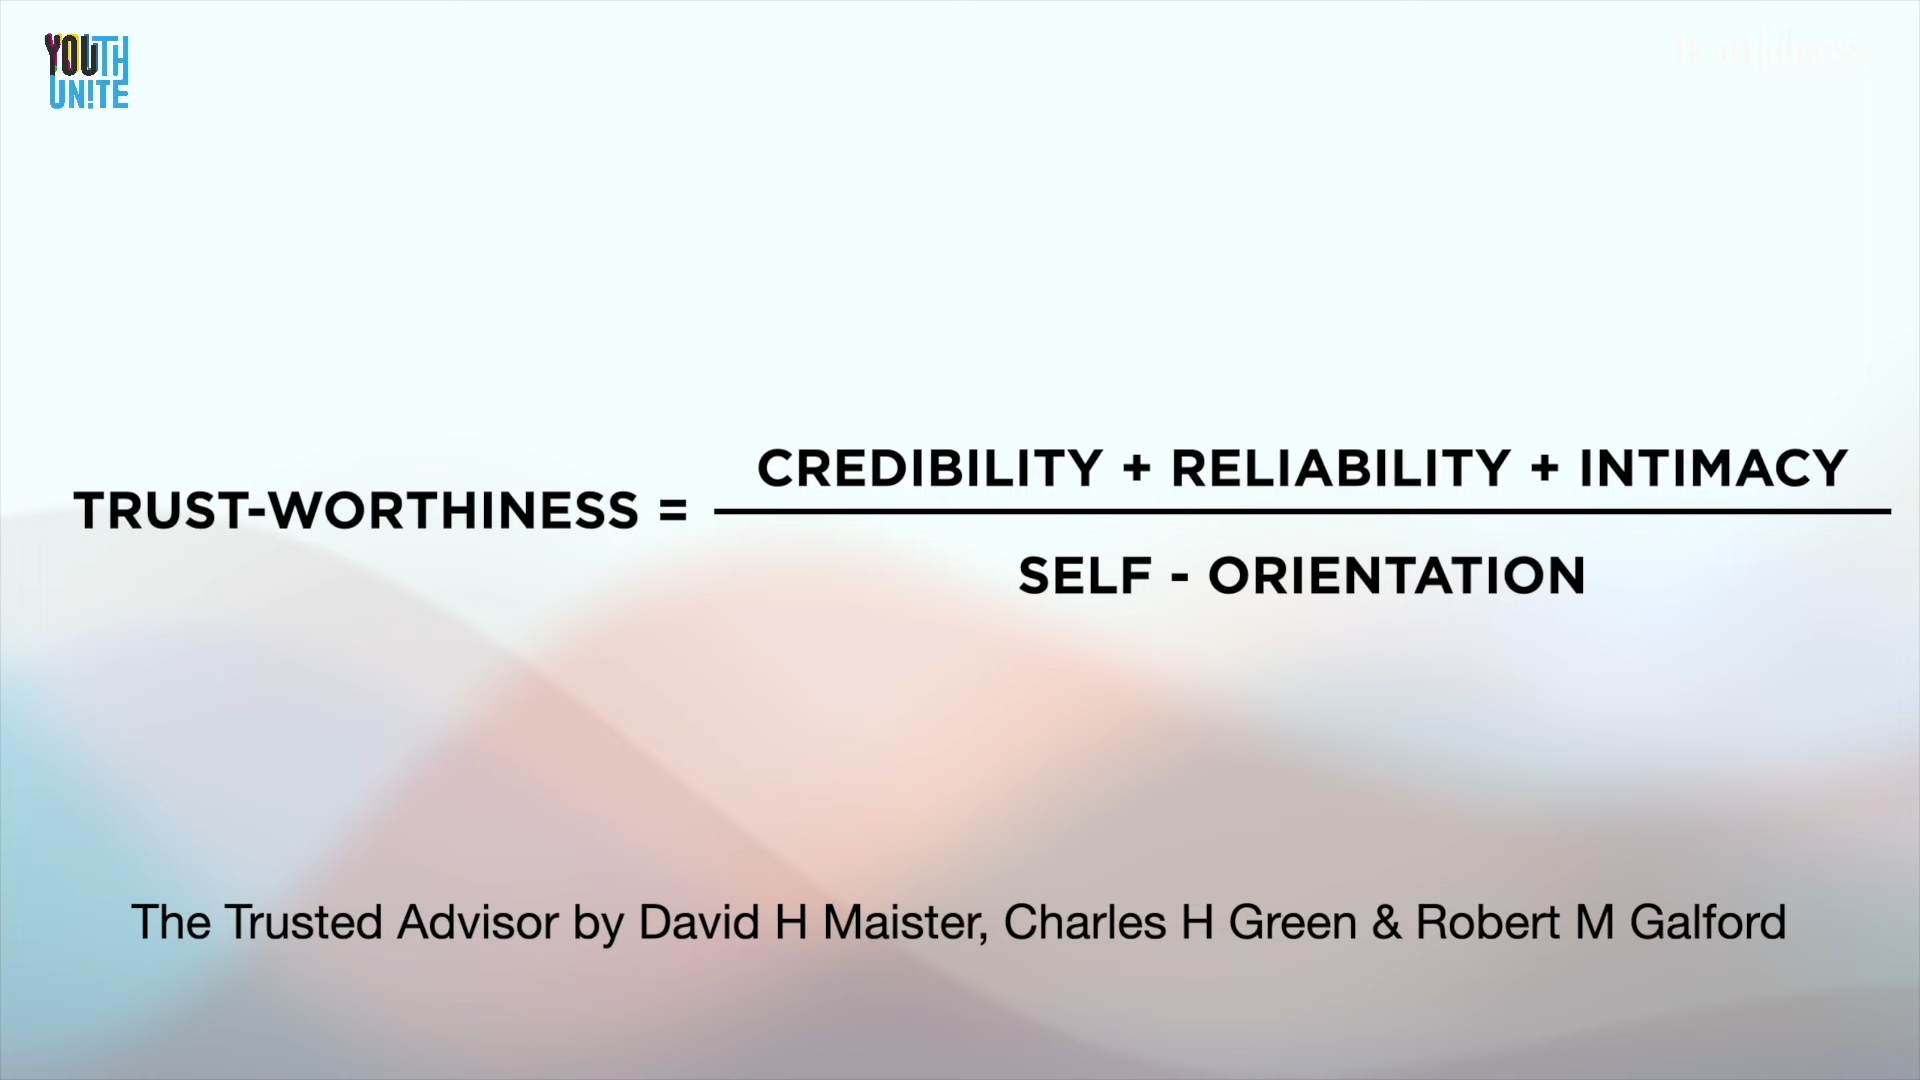 YOUTH
UN!TE
TRUST-WORTHINESS =
CREDIBILITY + RELIABILITY + INTIMACY
SELF - ORIENTATION
The Trusted Advisor by David H Maister, Charles H Green & Robert M Galford